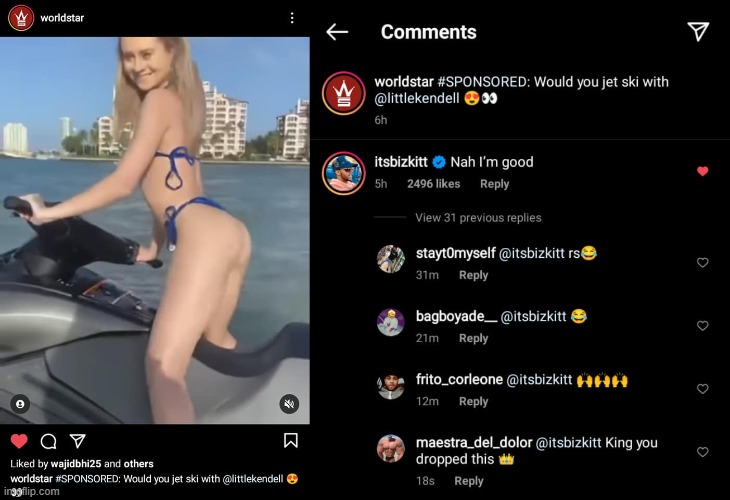 worldstar
Liked by wajidbhi25 and others
worldstar #SPONSORED: Would you jet ski with @littlekendell 😍
👀
imgflip.com
Comments
worldstar #SPONSORED: Would you jet ski with
@littlekendell 😍👀
6h
itsbizkitt Nah I'm good
5h 2496 likes Reply
View 31 previous replies
stayt0myself @itsbizkitt rs😂
31m Reply
bagboyade__ @itsbizkitt 😂
21m Reply
frito_corleone @itsbizkitt 🙌🙌🙌
12m Reply
maestra_del_dolor @itsbizkitt King you
dropped this 👑
18s Reply